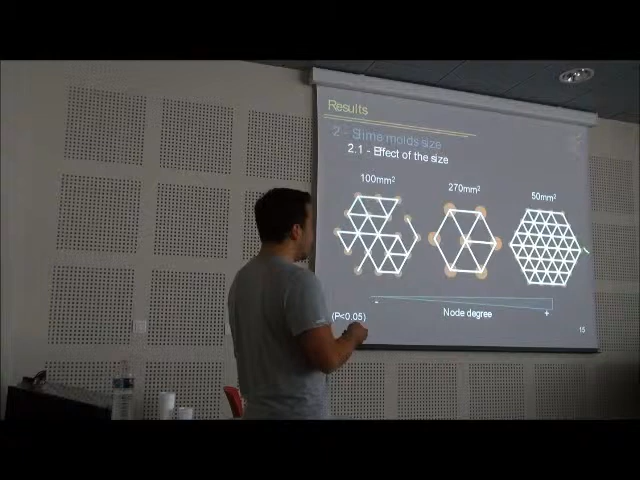 Results
2 - Slime molds size
2.1 - Effect of the size
100mm²
270mm²
50mm²
- +
(P<0,05)
Node degree
15